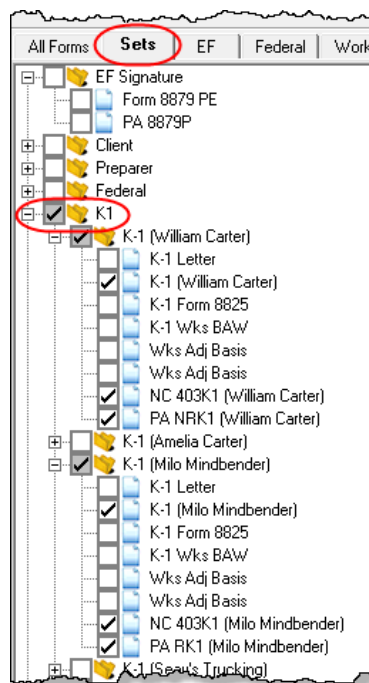 All Forms Sets EF Federal Work
EF Signature
Form 8879 PE
PA 8879P
Client
Preparer
Federal
K1
K-1 (William Carter)
K-1 Letter
K-1 (William Carter)
K-1 Form 8825
K-1 Wks BAW
Wks Adj Basis
Wks Adj Basis
NC 403K1 (William Carter)
PA NRK1 (William Carter)
K-1 (Amelia Carter)
K-1 (Milo Mindbender)
K-1 Letter
K-1 (Milo Mindbender)
K-1 Form 8825
K-1 Wks BAW
Wks Adj Basis
Wks Adj Basis
NC 403K1 (Milo Mindbender)
PA RK1 (Milo Mindbender)
K-1 (Sean's Trucking)